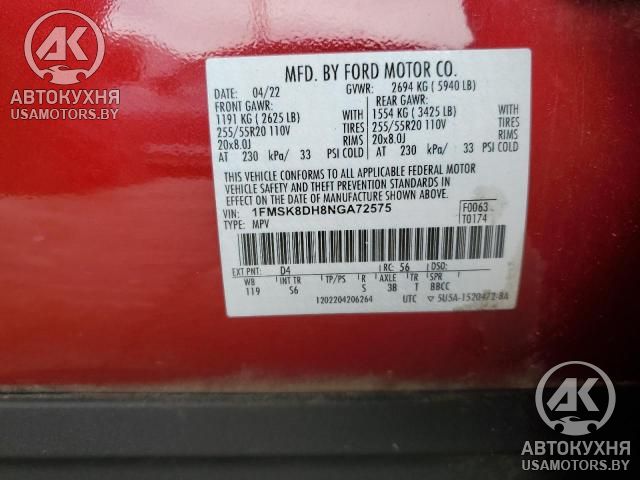 AK
АВТОКУХНЯ
USAMOTORS.BY
MFD. BY FORD MOTOR CO.
DATE: 04/22 GVWR: 2694 KG ( 5940 LB)
FRONT GAWR: REAR GAWR:
1191 KG ( 2625 LB) WITH 1554 KG ( 3425 LB) WITH
255/55R20 110V TIRES 255/55R20 110V TIRES
20x8.0J RIMS 20x8.0J RIMS
AT 230 kPa/ 33 PSI COLD AT 230 kPa/ 33 PSI COLD
THIS VEHICLE CONFORMS TO ALL APPLICABLE FEDERAL MOTOR
VEHICLE SAFETY AND THEFT PREVENTION STANDARDS IN
EFFECT ON THE DATE OF MANUFACTURE SHOWN ABOVE.
VIN: 1FMSK8DH8NGA72575 F0063
TYPE: MPV T0174
EXT PNT: D4 RC: 56
WB INT TR TP/PS R AXLE TR SPR
119 S6 S 3B T BBCC
1202204206264 UTC ▽ 5U5A-1520472-BA
AK
АВТОКУХНЯ
USAMOTORS.BY